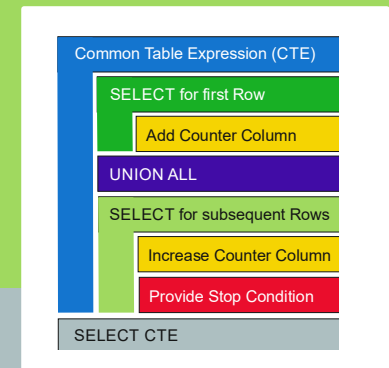 Common Table Expression (CTE)
SELECT for first Row
Add Counter Column
UNION ALL
SELECT for subsequent Rows
Increase Counter Column
Provide Stop Condition
SELECT CTE